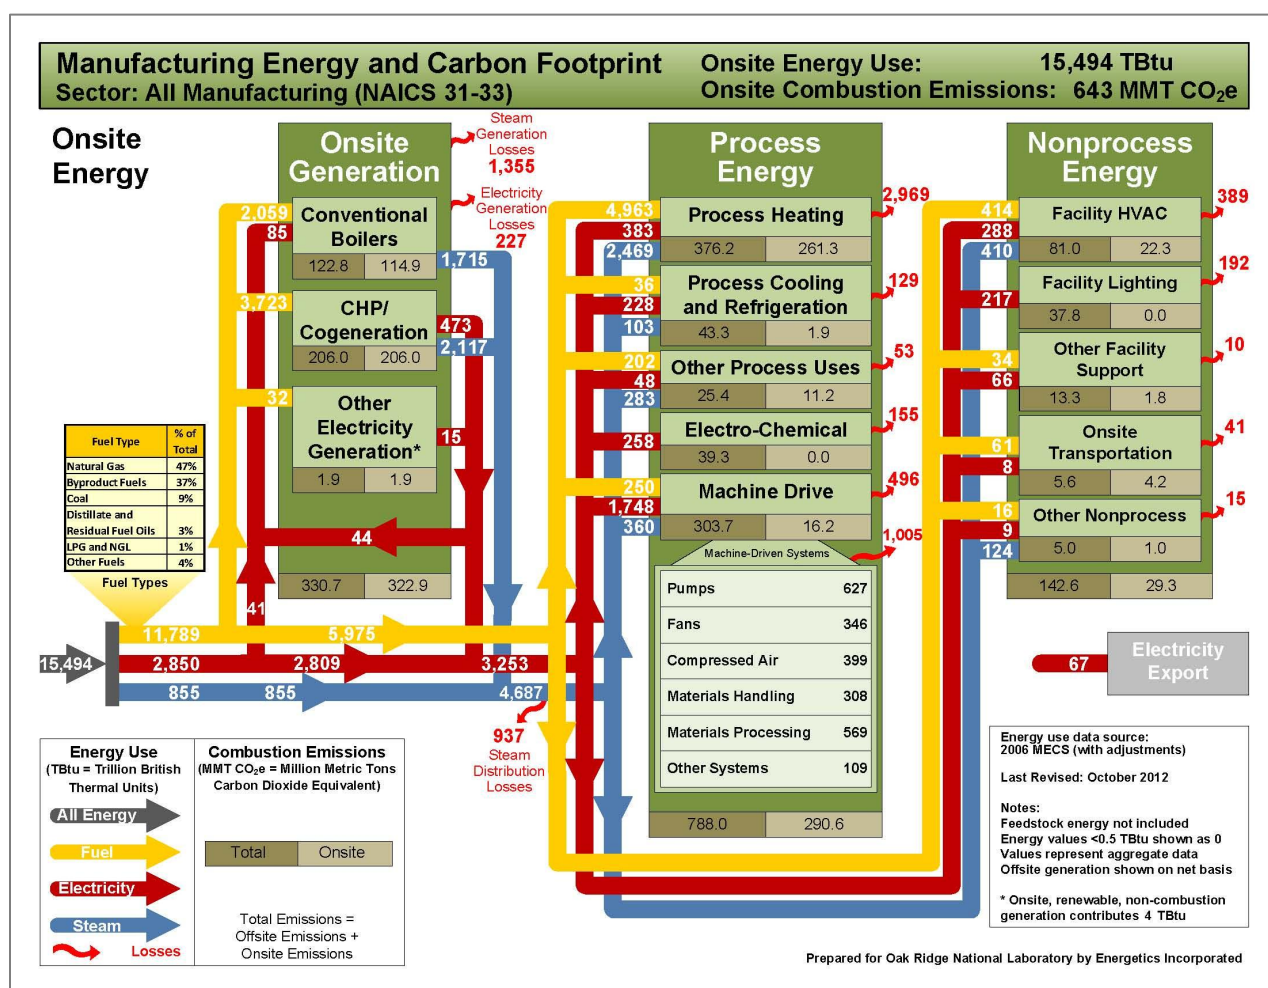 Manufacturing Energy and Carbon Footprint
Sector: All Manufacturing (NAICS 31-33)
Onsite Energy Use: 15,494 TBtu
Onsite Combustion Emissions: 643 MMT CO₂e
Onsite
Energy
Onsite
Generation
Steam
Generation
Losses
1,355
Electricity
Generation
Losses
227
2,059
85
Conventional
Boilers
122.8 114.9
1,715
3,723
CHP/
Cogeneration
206.0 206.0
473
2,117
32
Other
Electricity
Generation*
1.9 1.9
15
44
330.7 322.9
41
Fuel Type % of Total
Natural Gas 47%
Byproduct Fuels 37%
Coal 9%
Distillate and
Residual Fuel Oils 3%
LPG and NGL 1%
Other Fuels 4%
Fuel Types
15,494
11,789 5,975
2,850 2,809 3,253
855 855 4,687
937
Steam
Distribution
Losses
Process
Energy
4,963
383
2,469
Process Heating
376.2 261.3
2,969
36
228
103
Process Cooling
and Refrigeration
43.3 1.9
129
202
48
283
Other Process Uses
25.4 11.2
53
258
Electro-Chemical
39.3 0.0
155
250
1,748
360
Machine Drive
303.7 16.2
496
Machine-Driven Systems
1,005
Pumps 627
Fans 346
Compressed Air 399
Materials Handling 308
Materials Processing 569
Other Systems 109
788.0 290.6
Nonprocess
Energy
414
288
410
Facility HVAC
81.0 22.3
389
217
Facility Lighting
37.8 0.0
192
34
66
Other Facility
Support
13.3 1.8
10
61
8
Onsite
Transportation
5.6 4.2
41
16
9
124
Other Nonprocess
5.0 1.0
15
142.6 29.3
67
Electricity
Export
Energy Use
(TBtu = Trillion British
Thermal Units)
All Energy
Fuel
Electricity
Steam
Losses
Combustion Emissions
(MMT CO₂e = Million Metric Tons
Carbon Dioxide Equivalent)
Total Onsite
Total Emissions =
Offsite Emissions +
Onsite Emissions
Energy use data source:
2006 MECS (with adjustments)
Last Revised: October 2012
Notes:
Feedstock energy not included
Energy values <0.5 TBtu shown as 0
Values represent aggregate data
Offsite generation shown on net basis
* Onsite, renewable, non-combustion
generation contributes 4 TBtu
Prepared for Oak Ridge National Laboratory by Energetics Incorporated